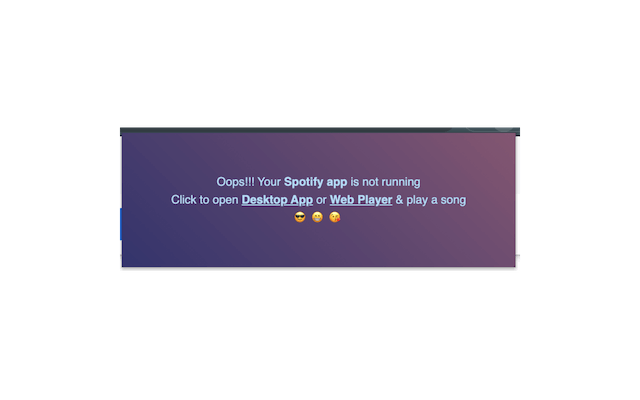 Oops!!! Your Spotify app is not running
Click to open Desktop App or Web Player & play a song
😎 😁 😘